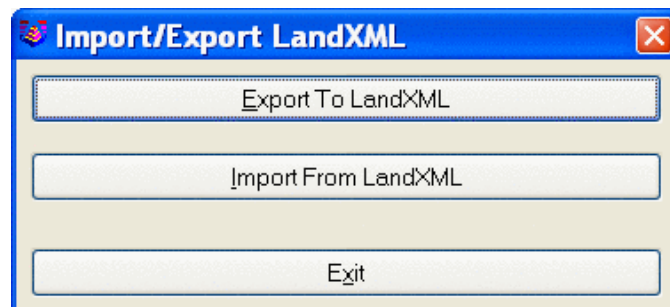 Import/Export LandXML
Export To LandXML
Import From LandXML
Exit